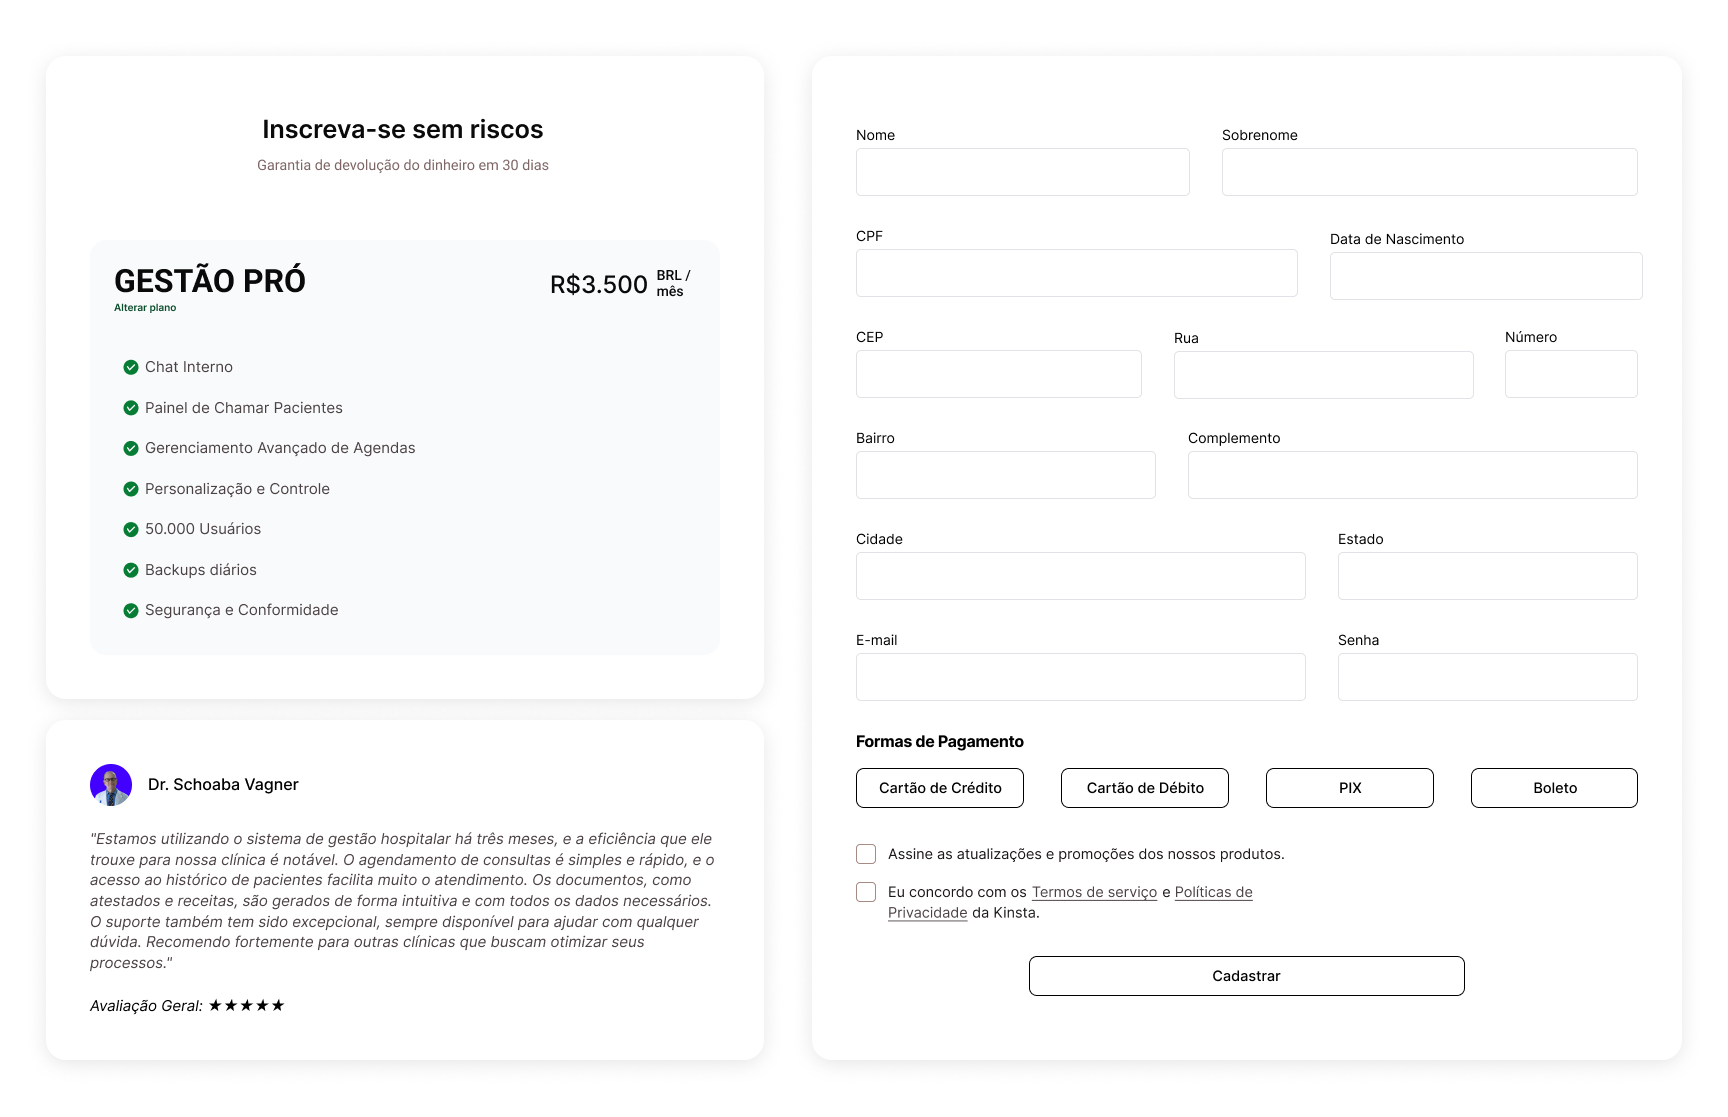 Inscreva-se sem riscos
Garantia de devolução do dinheiro em 30 dias
GESTÃO PRÓ
Alterar plano
R$3.500 BRL /
mês
Chat Interno
Painel de Chamar Pacientes
Gerenciamento Avançado de Agendas
Personalização e Controle
50.000 Usuários
Backups diários
Segurança e Conformidade
Dr. Schoaba Vagner
"Estamos utilizando o sistema de gestão hospitalar há três meses, e a eficiência que ele
trouxe para nossa clínica é notável. O agendamento de consultas é simples e rápido, e o
acesso ao histórico de pacientes facilita muito o atendimento. Os documentos, como
atestados e receitas, são gerados de forma intuitiva e com todos os dados necessários.
O suporte também tem sido excepcional, sempre disponível para ajudar com qualquer
dúvida. Recomendo fortemente para outras clínicas que buscam otimizar seus
processos."
Avaliação Geral: ★★★★★
Nome
Sobrenome
CPF
Data de Nascimento
CEP
Rua
Número
Bairro
Complemento
Cidade
Estado
E-mail
Senha
Formas de Pagamento
Cartão de Crédito
Cartão de Débito
PIX
Boleto
Assine as atualizações e promoções dos nossos produtos.
Eu concordo com os Termos de serviço e Políticas de
Privacidade da Kinsta.
Cadastrar